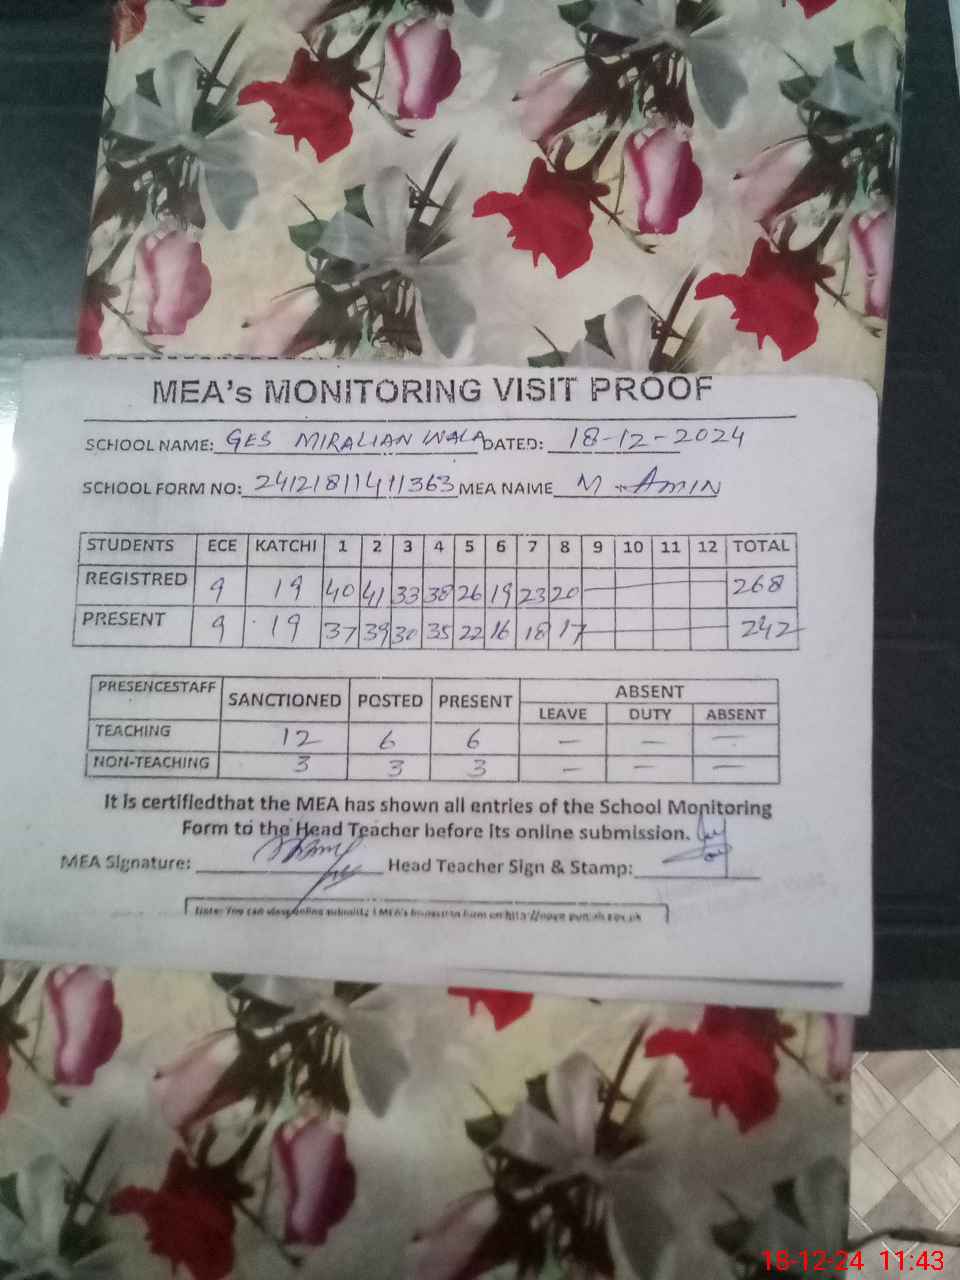 MEA's MONITORING VISIT PROOF
SCHOOL NAME: GES MIRALIAN WALA DATED: 18-12-2024
SCHOOL FORM NO: 24121811411363 MEA NAME M-AMIN
STUDENTS ECE KATCHI 1 2 3 4 5 6 7 8 9 10 11 12 TOTAL
REGISTRED 9 19 40 41 33 38 26 19 23 20 268
PRESENT 9 19 37 39 30 35 22 16 18 17 242
PRESENCESTAFF SANCTIONED POSTED PRESENT ABSENT
LEAVE DUTY ABSENT
TEACHING 12 6 6 — — —
NON-TEACHING 3 3 3 — — —
It is certifiedthat the MEA has shown all entries of the School Monitoring
Form to the Head Teacher before its online submission.
MEA Signature: Head Teacher Sign & Stamp:
Note: You can view online
18-12-24 11:43